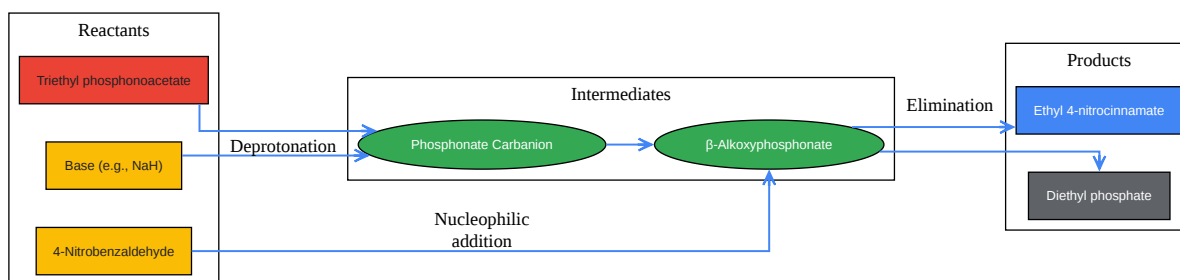 Reactants
Triethyl phosphonoacetate
Base (e.g., NaH)
4-Nitrobenzaldehyde
Deprotonation
Nucleophilic
addition
Intermediates
Phosphonate Carbanion
β-Alkoxyphosphonate
Elimination
Products
Ethyl 4-nitrocinnamate
Diethyl phosphate